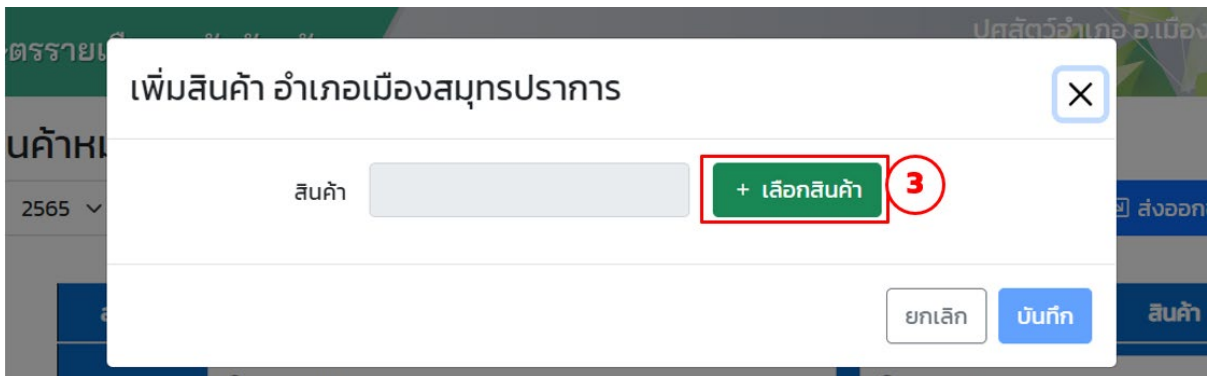 ปศุสัตว์อำเภอ อ.เมือง
เพิ่มสินค้า อำเภอเมืองสมุทรปราการ
2565
สินค้า
+ เลือกสินค้า
3
ส่งออก
ยกเลิก
บันทึก
สินค้า